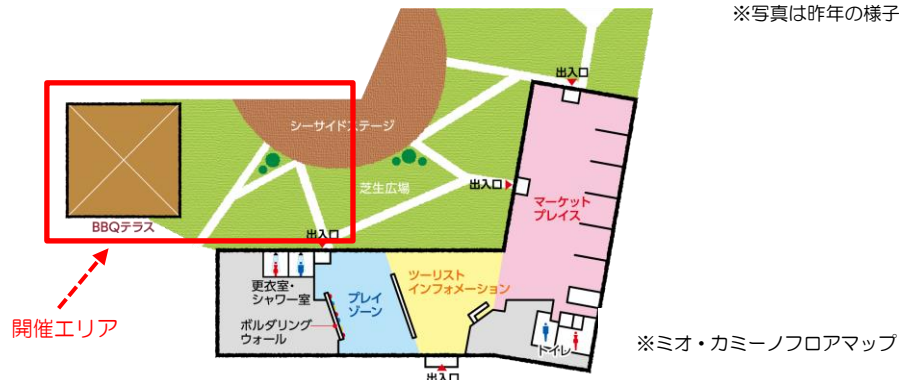 ※写真は昨年の様子
出入口
シーサイドステージ
出入口
芝生広場
マーケット
プレイス
BBQテラス
出入口
開催エリア
更衣室・
シャワー室
プレイ
ゾーン
ツーリスト
インフォメーション
ボルダリング
ウォール
トイレ
出入口
※ミオ・カミーノフロアマップ